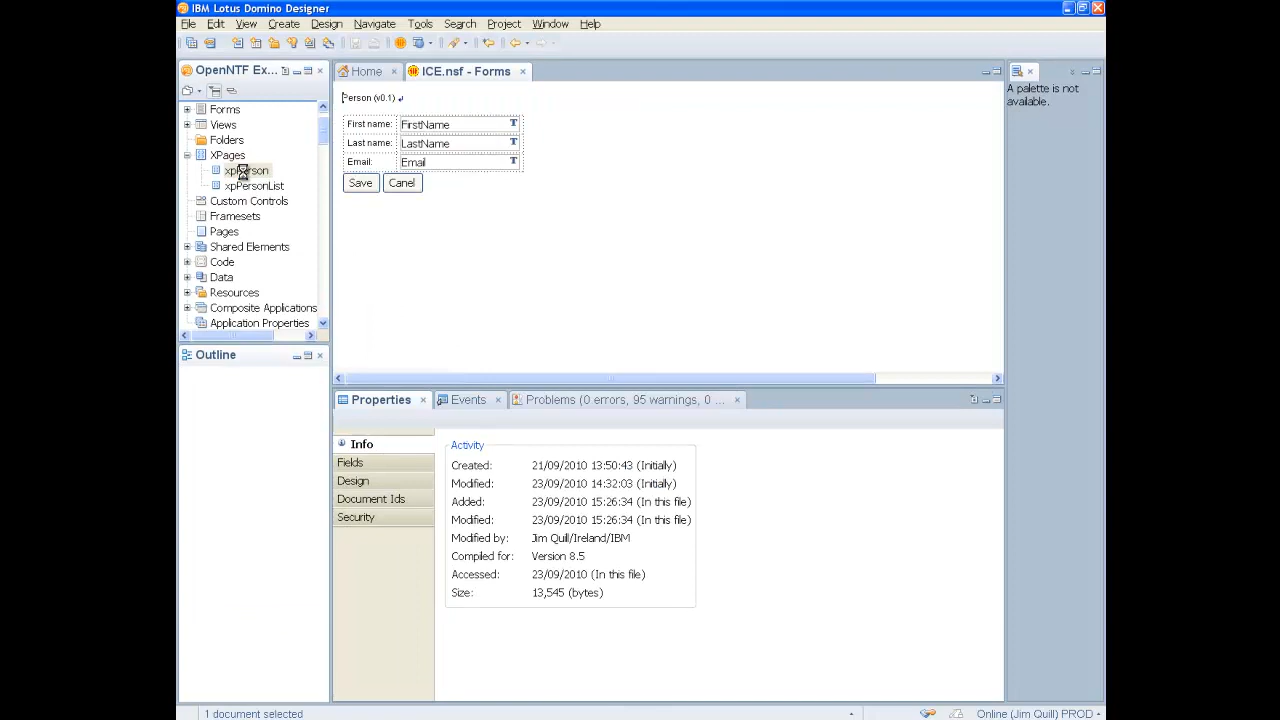 IBM Lotus Domino Designer
File Edit View Create Design Navigate Tools Search Project Window Help
OpenNTF Ex...
Forms
Views
Folders
XPages
xpPersonList
Custom Controls
Framesets
Pages
Shared Elements
Code
Data
Resources
Composite Applications
Application Properties
Outline
Home
ICE.nsf - Forms
Person (v0.1)
First name: FirstName T
Last name: LastName T
Email: Email T
Save Canel
A palette is not
available.
Properties Events Problems (0 errors, 95 warnings, 0 ...
Info
Fields
Design
Document Ids
Security
Activity
Created: 21/09/2010 13:50:43 (Initially)
Modified: 23/09/2010 14:32:03 (Initially)
Added: 23/09/2010 15:26:34 (In this file)
Modified: 23/09/2010 15:26:34 (In this file)
Modified by: Jim Quill/Ireland/IBM
Compiled for: Version 8.5
Accessed: 23/09/2010 (In this file)
Size: 13,545 (bytes)
1 document selected
Online (Jim Quill) PROD